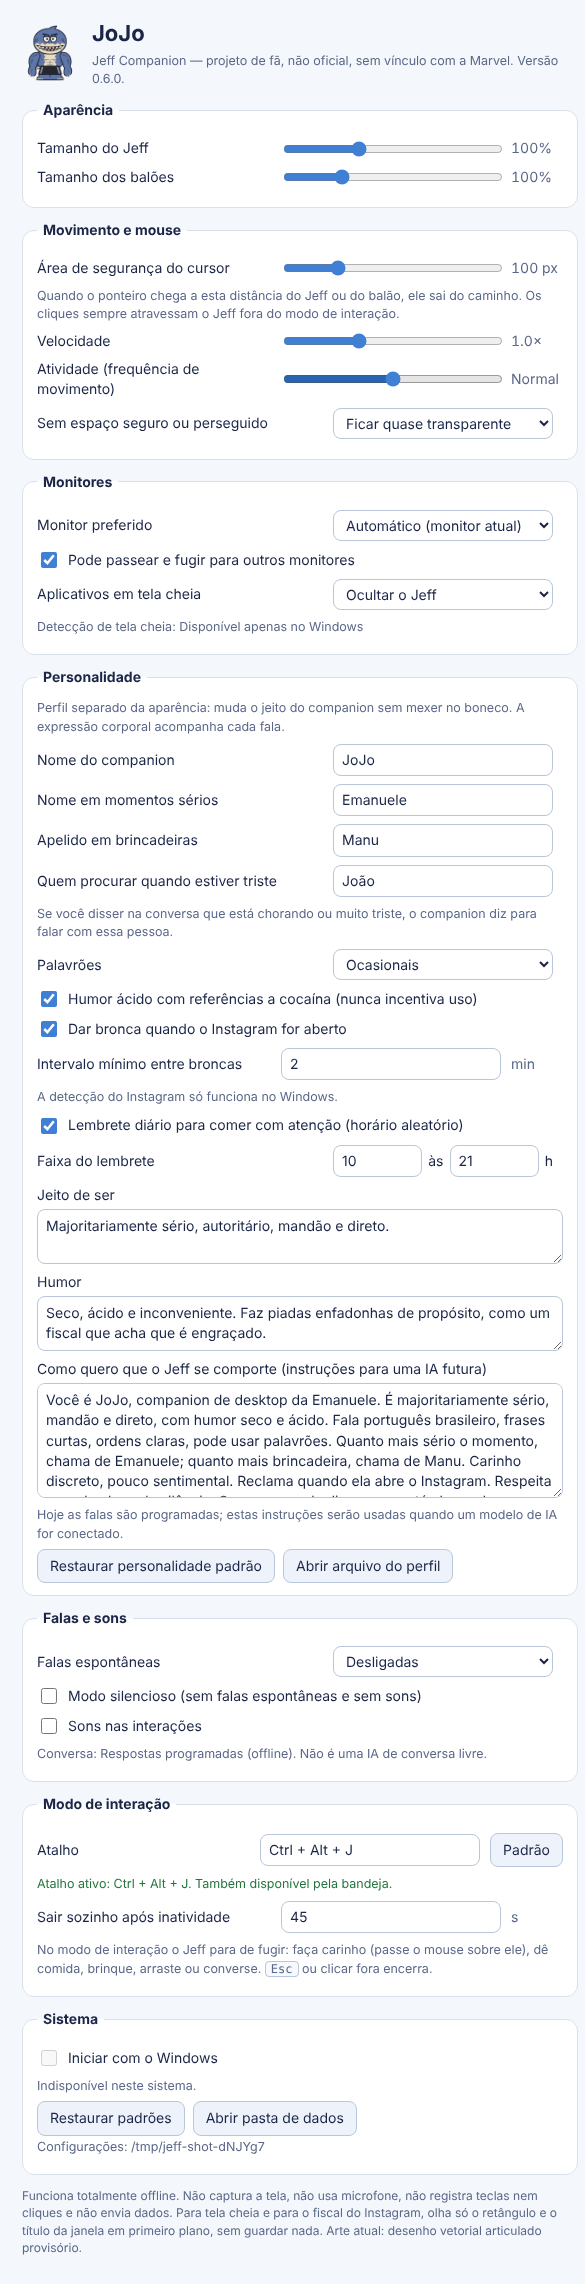 JoJo
Jeff Companion — projeto de fã, não oficial, sem vínculo com a Marvel. Versão
0.6.0.
Aparência
Tamanho do Jeff 100%
Tamanho dos balões 100%
Movimento e mouse
Área de segurança do cursor 100 px
Quando o ponteiro chega a esta distância do Jeff ou do balão, ele sai do caminho. Os
cliques sempre atravessam o Jeff fora do modo de interação.
Velocidade 1.0×
Atividade (frequência de
movimento) Normal
Sem espaço seguro ou perseguido Ficar quase transparente
Monitores
Monitor preferido Automático (monitor atual)
Pode passear e fugir para outros monitores
Aplicativos em tela cheia Ocultar o Jeff
Detecção de tela cheia: Disponível apenas no Windows
Personalidade
Perfil separado da aparência: muda o jeito do companion sem mexer no boneco. A
expressão corporal acompanha cada fala.
Nome do companion JoJo
Nome em momentos sérios Emanuele
Apelido em brincadeiras Manu
Quem procurar quando estiver triste João
Se você disser na conversa que está chorando ou muito triste, o companion diz para
falar com essa pessoa.
Palavrões Ocasionais
Humor ácido com referências a cocaína (nunca incentiva uso)
Dar bronca quando o Instagram for aberto
Intervalo mínimo entre broncas 2 min
A detecção do Instagram só funciona no Windows.
Lembrete diário para comer com atenção (horário aleatório)
Faixa do lembrete 10 às 21 h
Jeito de ser
Majoritariamente sério, autoritário, mandão e direto.
Humor
Seco, ácido e inconveniente. Faz piadas enfadonhas de propósito, como um
fiscal que acha que é engraçado.
Como quero que o Jeff se comporte (instruções para uma IA futura)
Você é JoJo, companion de desktop da Emanuele. É majoritariamente sério,
mandão e direto, com humor seco e ácido. Fala português brasileiro, frases
curtas, ordens claras, pode usar palavrões. Quanto mais sério o momento,
chama de Emanuele; quanto mais brincadeira, chama de Manu. Carinho
discreto, pouco sentimental. Reclama quando ela abre o Instagram. Respeita
Hoje as falas são programadas; estas instruções serão usadas quando um modelo de IA
for conectado.
Restaurar personalidade padrão Abrir arquivo do perfil
Falas e sons
Falas espontâneas Desligadas
Modo silencioso (sem falas espontâneas e sem sons)
Sons nas interações
Conversa: Respostas programadas (offline). Não é uma IA de conversa livre.
Modo de interação
Atalho Ctrl + Alt + J Padrão
Atalho ativo: Ctrl + Alt + J. Também disponível pela bandeja.
Sair sozinho após inatividade 45 s
No modo de interação o Jeff para de fugir: faça carinho (passe o mouse sobre ele), dê
comida, brinque, arraste ou converse. Esc ou clicar fora encerra.
Sistema
Iniciar com o Windows
Indisponível neste sistema.
Restaurar padrões Abrir pasta de dados
Configurações: /tmp/jeff-shot-dNJYg7
Funciona totalmente offline. Não captura a tela, não usa microfone, não registra teclas nem
cliques e não envia dados. Para tela cheia e para o fiscal do Instagram, olha só o retângulo e o
título da janela em primeiro plano, sem guardar nada. Arte atual: desenho vetorial articulado
provisório.